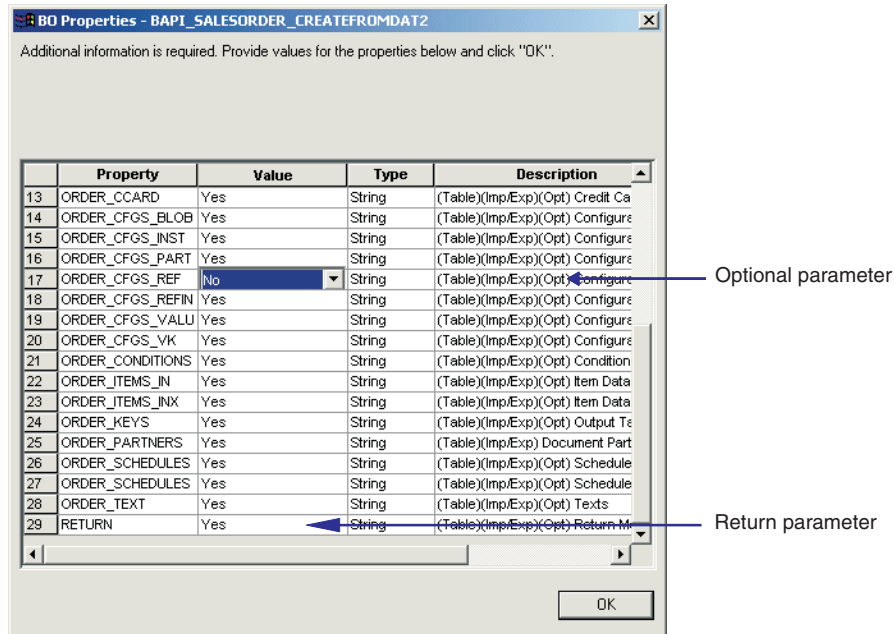 BO Properties - BAPI_SALESORDER_CREATEFROMDAT2
Additional information is required. Provide values for the properties below and click "OK".
Property Value Type Description
13 ORDER_CCARD Yes String (Table)(Imp/Exp)(Opt) Credit Ca
14 ORDER_CFGS_BLOB Yes String (Table)(Imp/Exp)(Opt) Configura
15 ORDER_CFGS_INST Yes String (Table)(Imp/Exp)(Opt) Configura
16 ORDER_CFGS_PART Yes String (Table)(Imp/Exp)(Opt) Configura
17 ORDER_CFGS_REF No String (Table)(Imp/Exp)(Opt) Configura
Optional parameter
18 ORDER_CFGS_REFIN Yes String (Table)(Imp/Exp)(Opt) Configura
19 ORDER_CFGS_VALU Yes String (Table)(Imp/Exp)(Opt) Configura
20 ORDER_CFGS_VK Yes String (Table)(Imp/Exp)(Opt) Configura
21 ORDER_CONDITIONS Yes String (Table)(Imp/Exp)(Opt) Condition
22 ORDER_ITEMS_IN Yes String (Table)(Imp/Exp)(Opt) Item Data
23 ORDER_ITEMS_INX Yes String (Table)(Imp/Exp)(Opt) Item Data
24 ORDER_KEYS Yes String (Table)(Imp/Exp)(Opt) Output Ta
25 ORDER_PARTNERS Yes String (Table)(Imp/Exp) Document Part
26 ORDER_SCHEDULES Yes String (Table)(Imp/Exp)(Opt) Schedule
27 ORDER_SCHEDULES Yes String (Table)(Imp/Exp)(Opt) Schedule
28 ORDER_TEXT Yes String (Table)(Imp/Exp)(Opt) Texts
29 RETURN Yes String (Table)(Imp/Exp)(Opt) Return M
Return parameter
OK